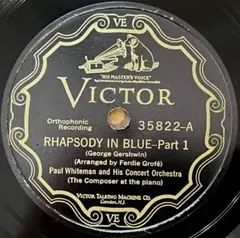 VE
"HIS MASTER'S VOICE"
VICTOR
Orthophonic
Recording
35822-A
RHAPSODY IN BLUE-Part 1
(George Gershwin)
(Arranged by Ferdie Grofé)
Paul Whiteman and His Concert Orchestra
(The Composer at the piano)
VICTOR TALKING MACHINE CO.
Camden, N.J.
VE